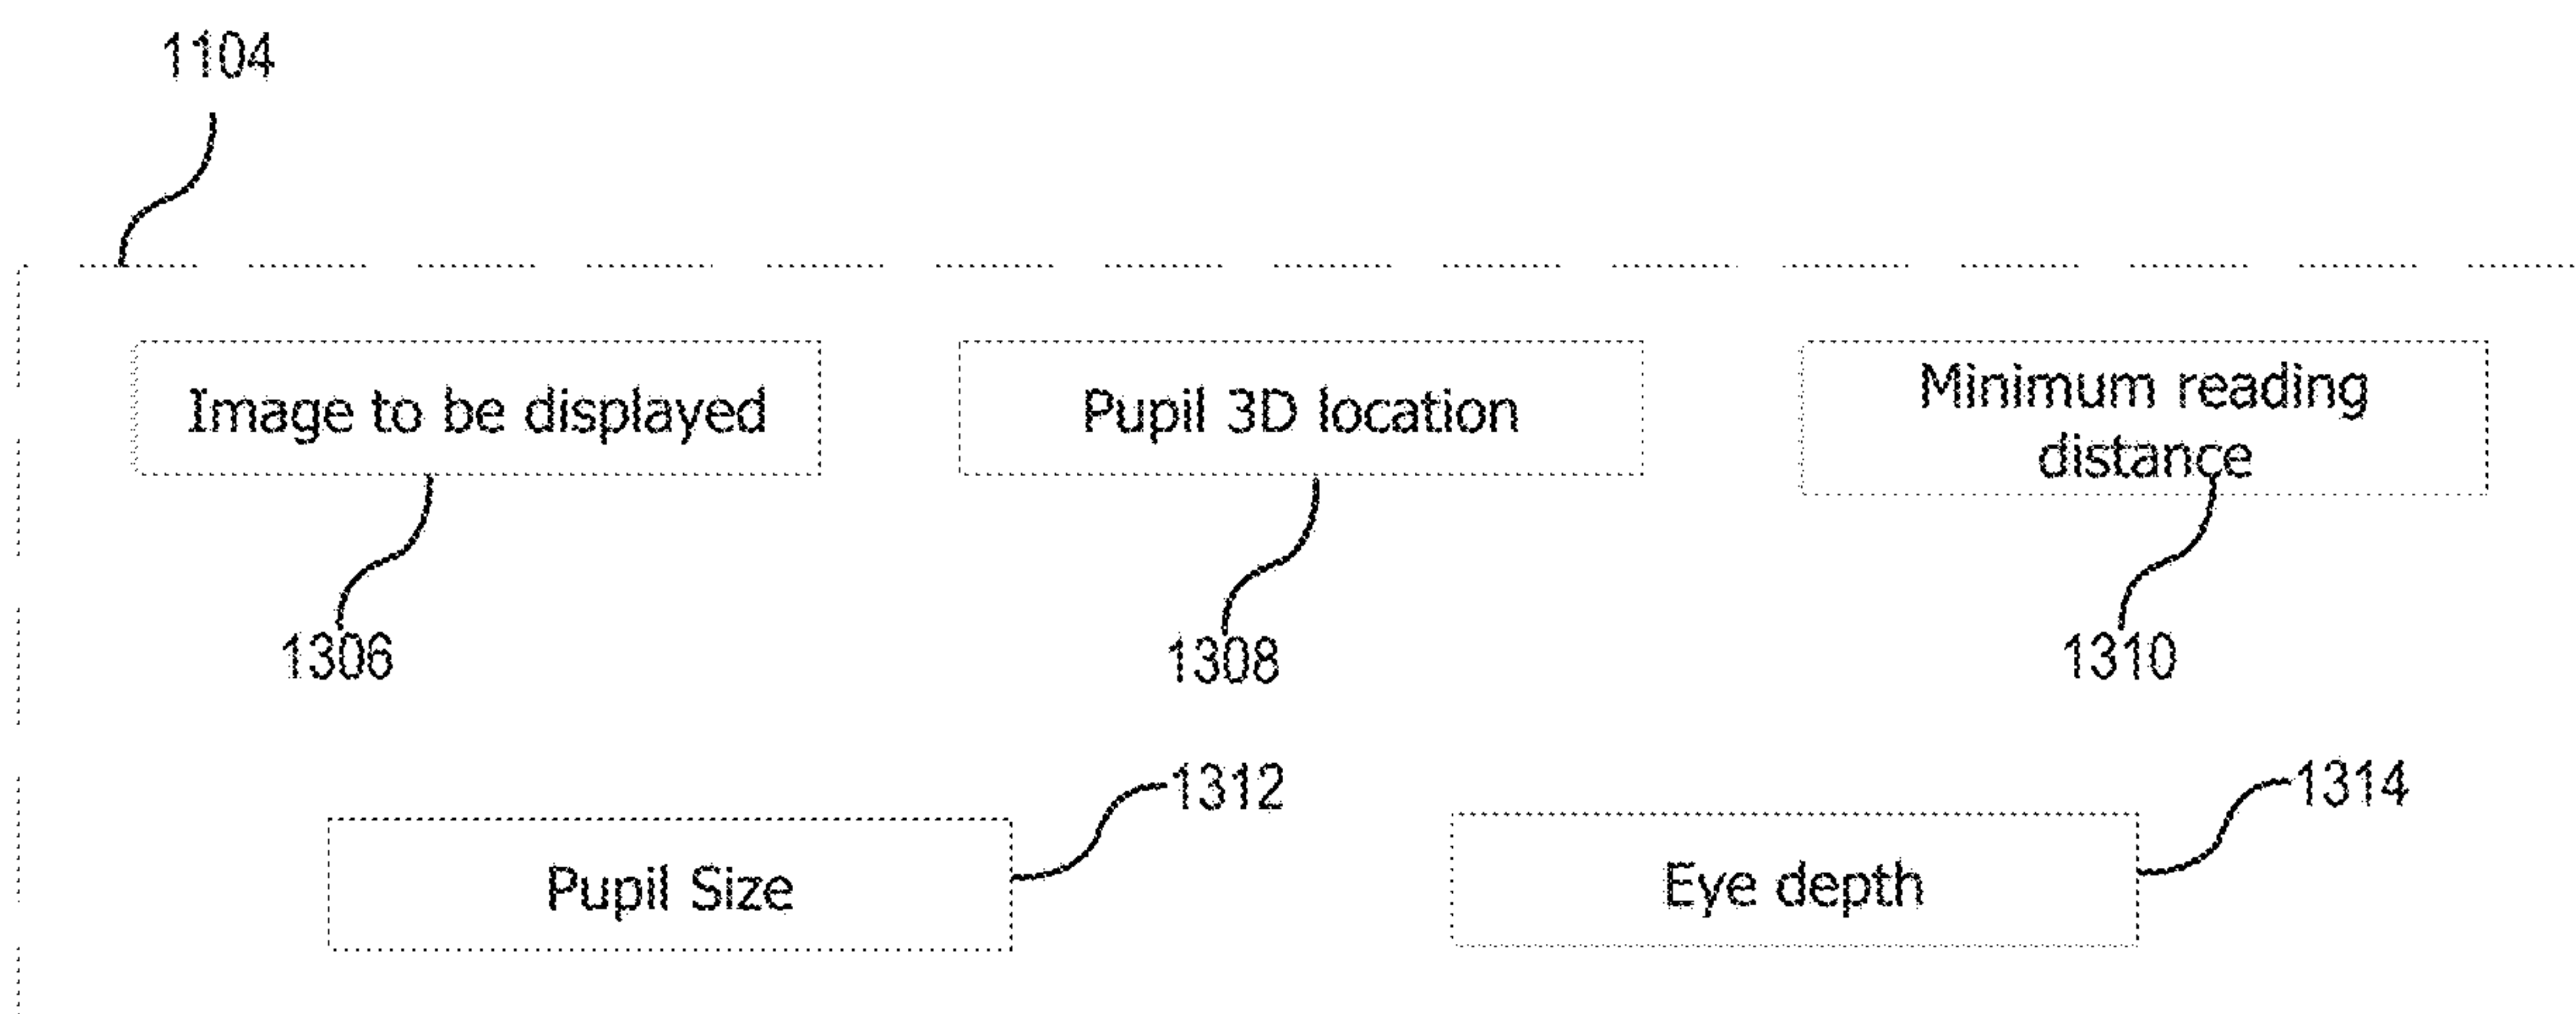 1104
Image to be displayed
Pupil 3D location
Minimum reading
distance
1306
1308
1310
1312
1314
Pupil Size
Eye depth